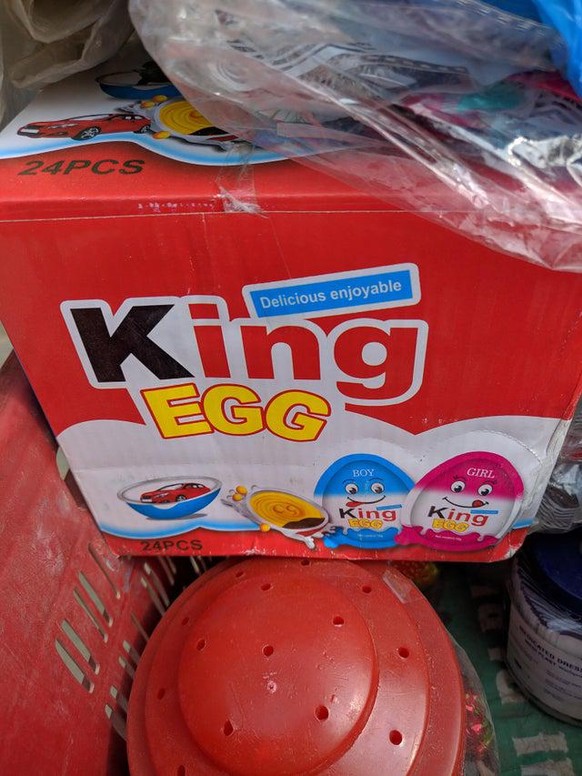 24PCS
Delicious enjoyable
King
EGG
BOY
King
EGG
GIRL
King
EGG
24PCS